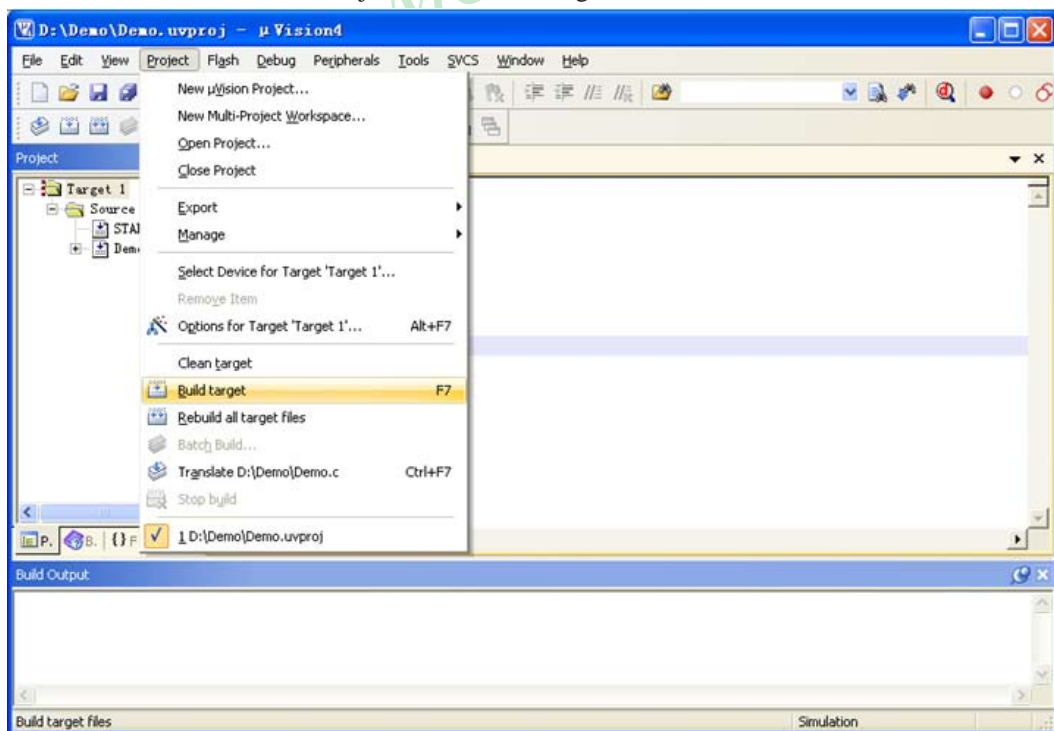 D:\Demo\Demo.uvproj - µVision4
File Edit View Project Flash Debug Peripherals Tools SVCS Window Help
Project
Target 1
Source
New µVision Project...
New Multi-Project Workspace...
Open Project...
Close Project
Export
Manage
Select Device for Target 'Target 1'...
Remove Item
Options for Target 'Target 1'... Alt+F7
Clean target
Build target F7
Rebuild all target files
Batch Build...
Translate D:\Demo\Demo.c Ctrl+F7
Stop build
1 D:\Demo\Demo.uvproj
P. B. {} F
Build Output
Build target files Simulation